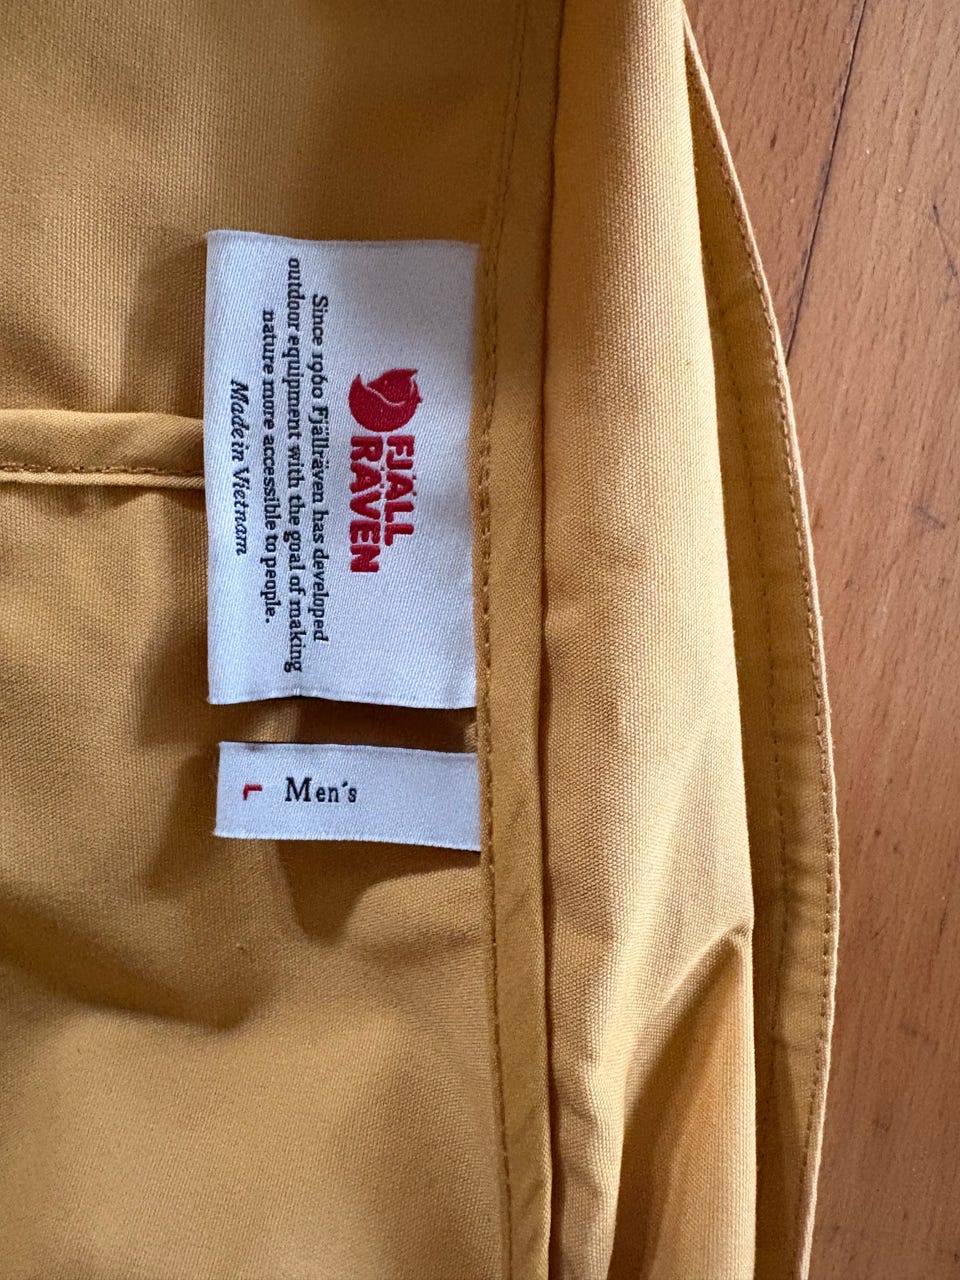 FJÄLL
RÄVEN
Since 1960 Fjällräven has developed
outdoor equipment with the goal of making
nature more accessible to people.
Made in Vietnam
L
Men's